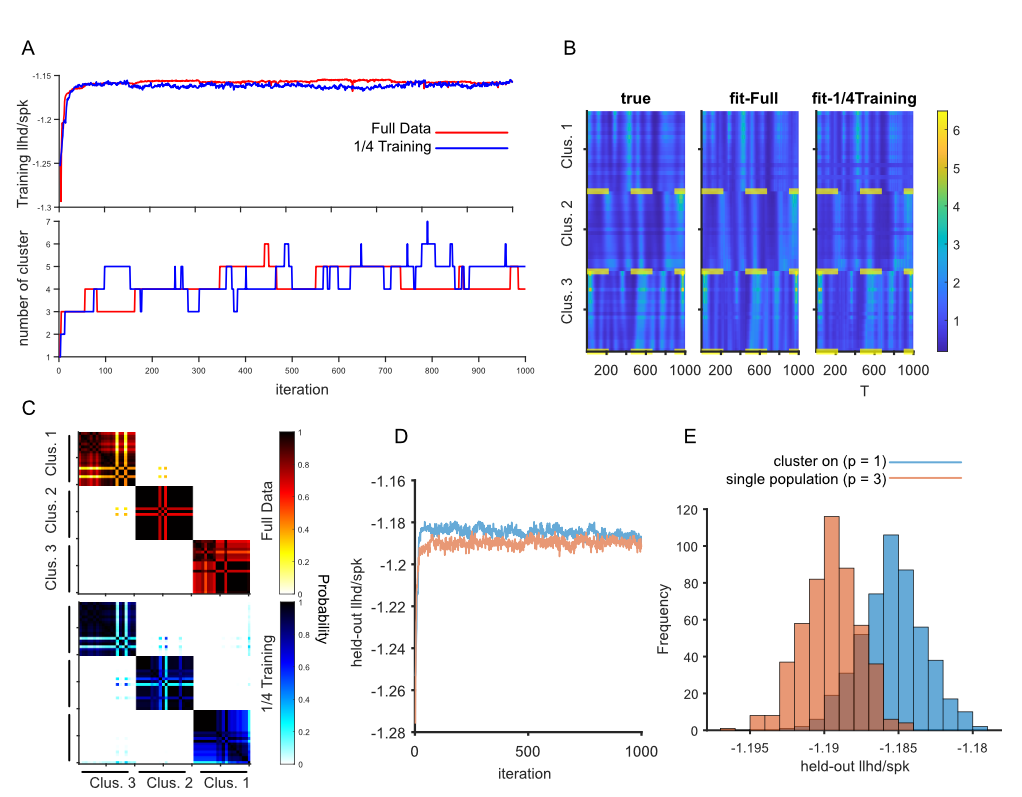 A
Training llhd/spk
-1.15
-1.2
-1.25
-1.3
Full Data
1/4 Training
number of cluster
7
6
5
4
3
2
1
0 100 200 300 400 500 600 700 800 900 1000
iteration
B
true fit-Full fit-1/4Training
Clus. 1
Clus. 2
Clus. 3
200 600 1000 200 600 1000 200 600 1000
T
6
5
4
3
2
1
C
Clus. 1
Clus. 2
Clus. 3
1
0.8
0.6
0.4
0.2
0
Full Data
Probability
1
0.8
0.6
0.4
0.2
0
1/4 Training
Clus. 3 Clus. 2 Clus. 1
D
held-out llhd/spk
-1.16
-1.18
-1.2
-1.22
-1.24
-1.26
-1.28
0 500 1000
iteration
E
cluster on (p = 1)
single population (p = 3)
Frequency
120
100
80
60
40
20
0
-1.195 -1.19 -1.185 -1.18
held-out llhd/spk